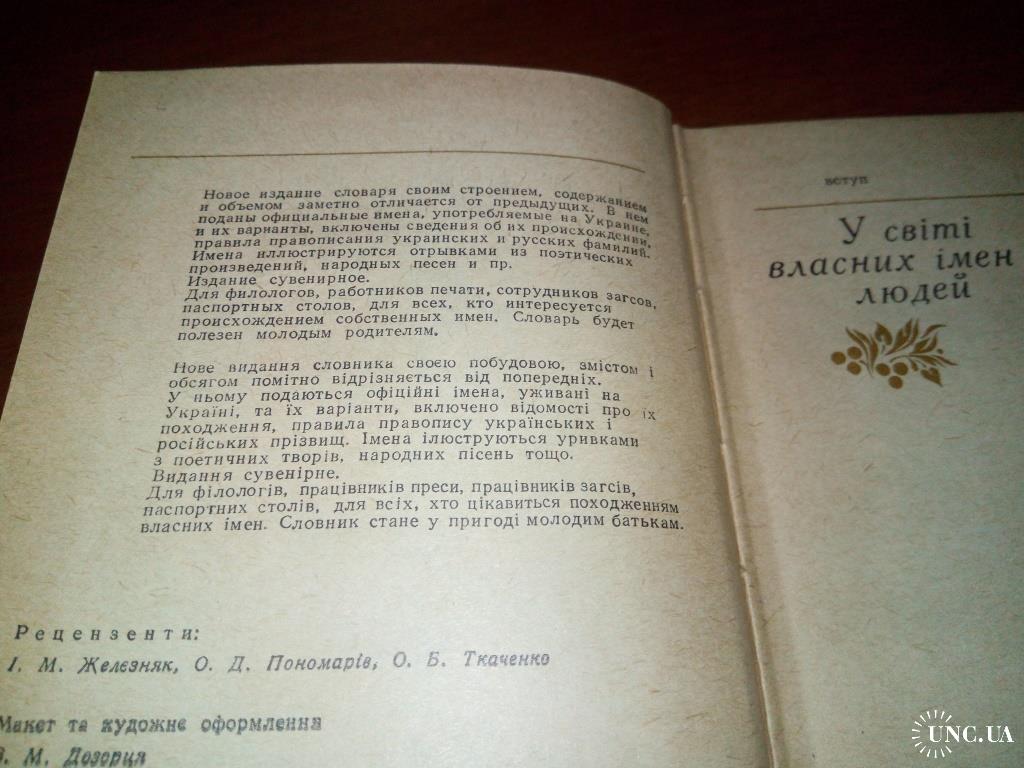 Новое издание словаря своим строением, содержанием
и объемом заметно отличается от предыдущих. В нем
поданы официальные имена, употребляемые на Украине,
и их варианты, включены сведения об их происхождении,
правила правописания украинских и русских фамилий.
Имена иллюстрируются отрывками из поэтических
произведений, народных песен и пр.
Издание сувенирное.
Для филологов, работников печати, сотрудников загсов,
паспортных столов, для всех, кто интересуется
происхождением собственных имен. Словарь будет
полезен молодым родителям.
Нове видання словника своєю побудовою, змістом і
обсягом помітно відрізняється від попередніх.
У ньому подаються офіційні імена, уживані на
Україні, та їх варіанти, включено відомості про їх
походження, правила правопису українських і
російських прізвищ. Імена ілюструються уривками
з поетичних творів, народних пісень тощо.
Видання сувенірне.
Для філологів, працівників преси, працівників загсів,
паспортних столів, для всіх, хто цікавиться походженням
власних імен. Словник стане у пригоді молодим батькам.
Рецензенти:
І. М. Желєзняк, О. Д. Пономарів, О. Б. Ткаченко
Макет та художнє оформлення
В. М. Дозорця
вступ
У світі
власних імен
людей
UNC.UA